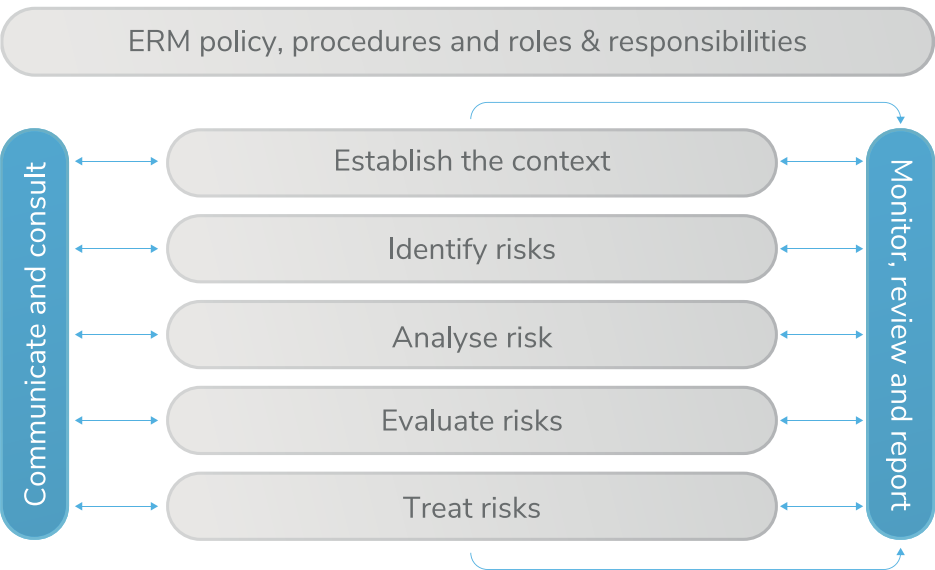 ERM policy, procedures and roles & responsibilities
Communicate and consult
Establish the context
Identify risks
Analyse risk
Evaluate risks
Treat risks
Monitor, review and report